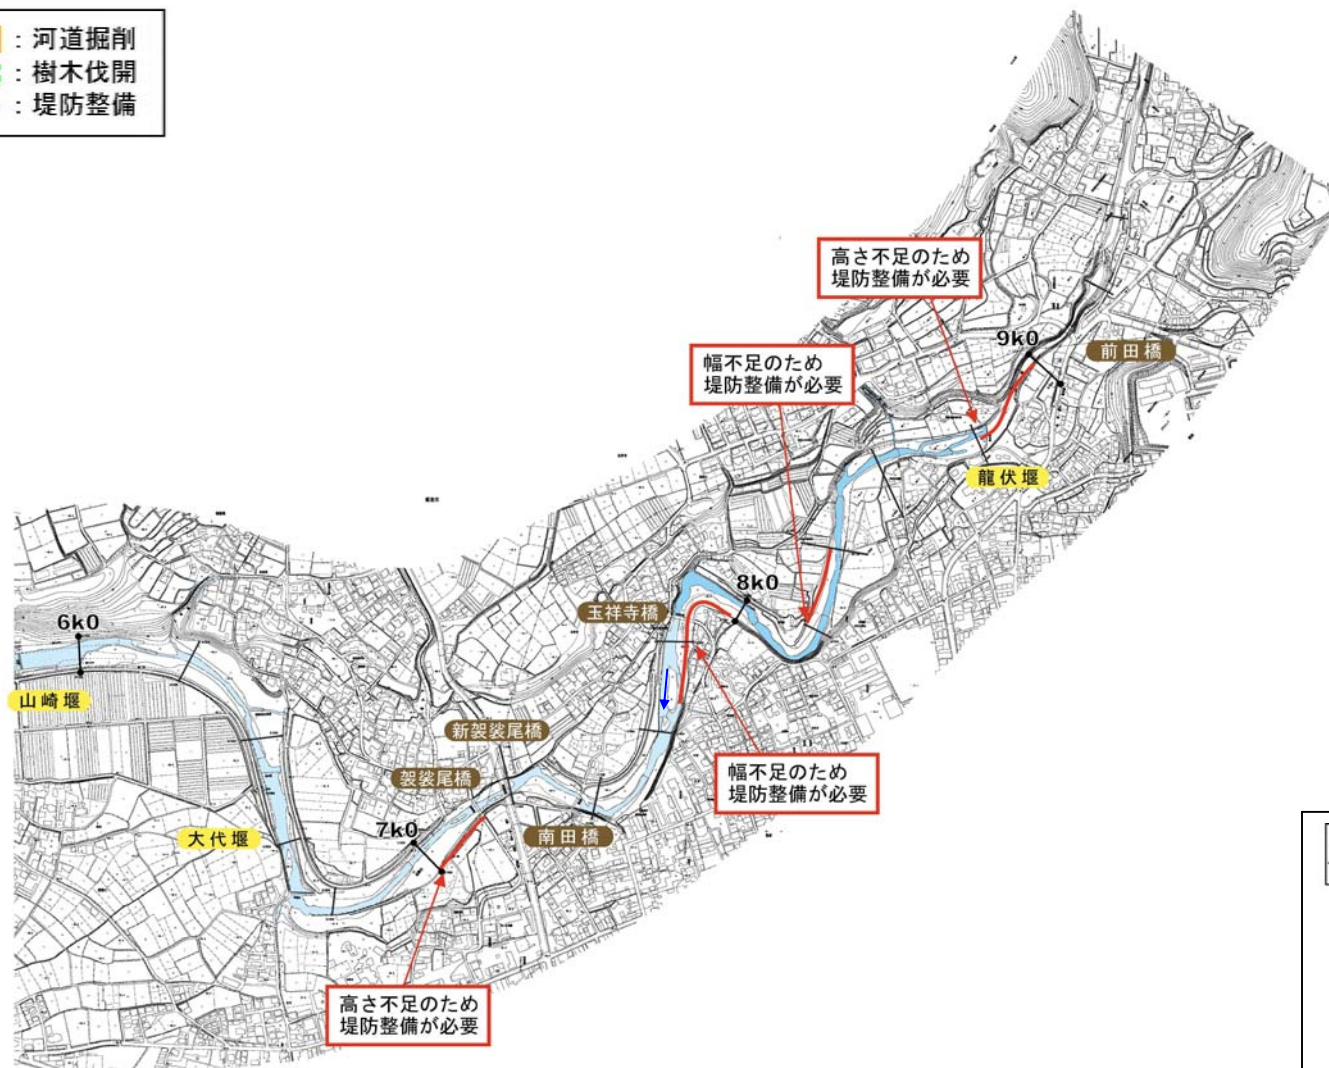 ：河道掘削
：樹木伐開
：堤防整備
高さ不足のため
堤防整備が必要
9k0
前田橋
幅不足のため
堤防整備が必要
龍伏堰
8k0
玉祥寺橋
6k0
山崎堰
新袈裟尾橋
幅不足のため
堤防整備が必要
袈裟尾橋
7k0
南田橋
大代堰
高さ不足のため
堤防整備が必要